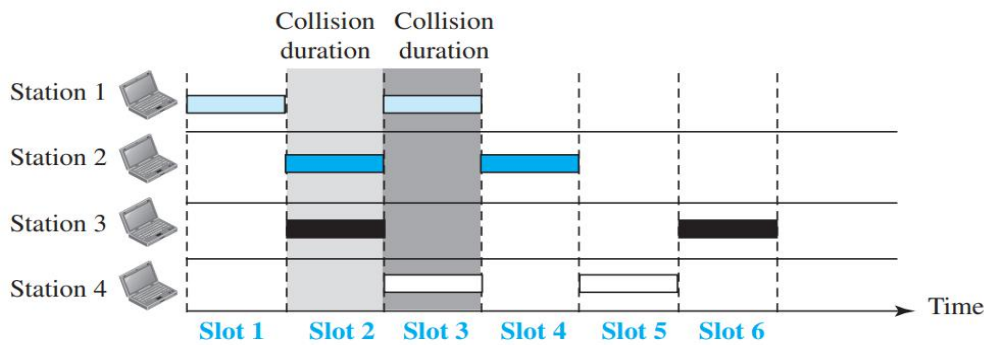 Collision Collision
duration duration
Station 1
Station 2
Station 3
Station 4
Time
Slot 1 Slot 2 Slot 3 Slot 4 Slot 5 Slot 6